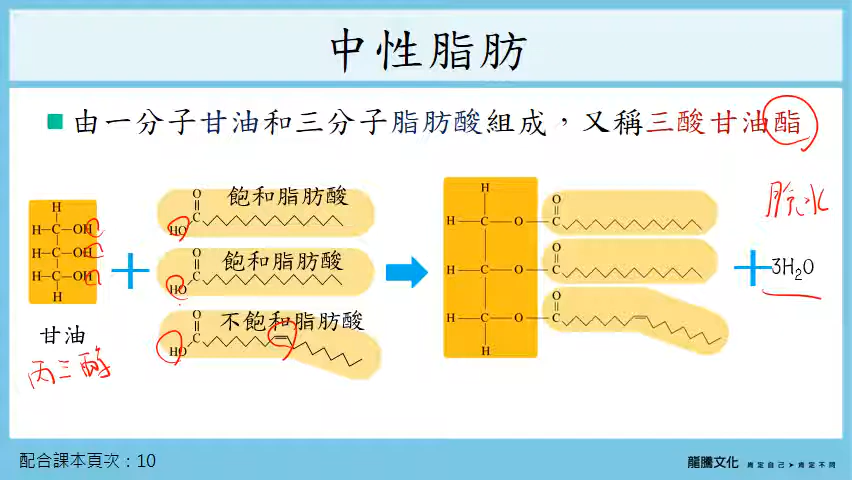 中性脂肪
由一分子甘油和三分子脂肪酸組成，又稱三酸甘油酯
H
H C OH
H C OH
H C OH
H
甘油
丙三醇
+
O
C
HO
飽和脂肪酸
O
C
HO
飽和脂肪酸
O
C
HO
不飽和脂肪酸
H
H C O C
O
H C O C
O
H C O C
O
H
脫水
+ 3H₂O
配合課本頁次：10
龍騰文化 肯定自己➤肯定不同